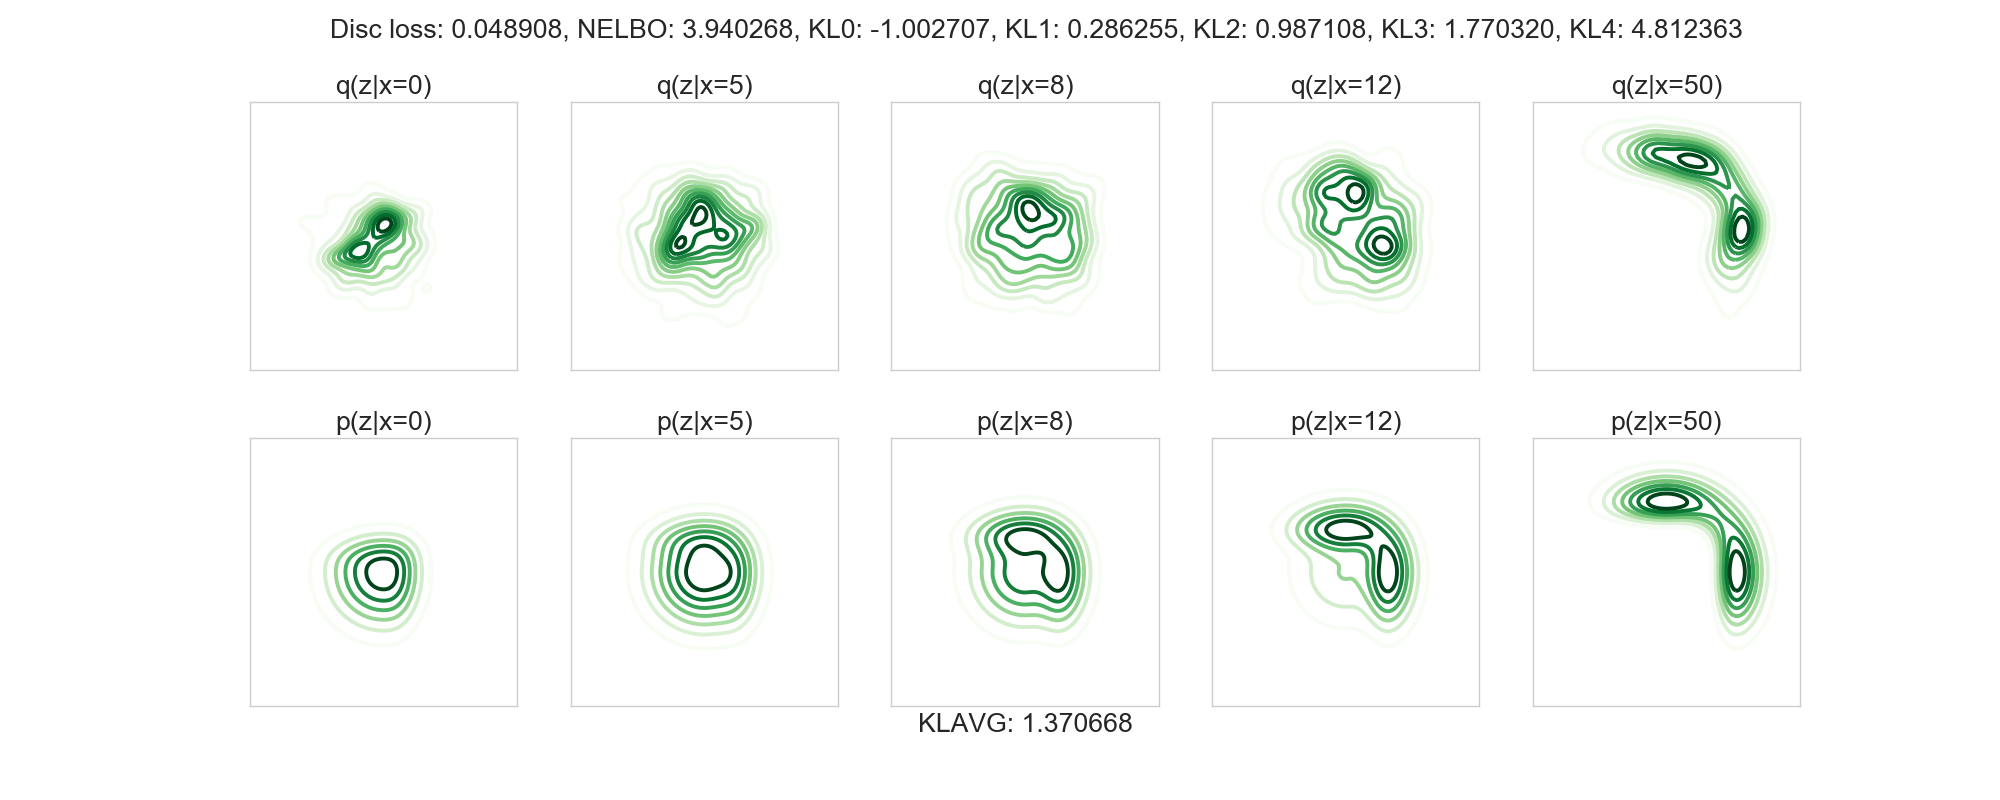 Disc loss: 0.048908, NELBO: 3.940268, KL0: -1.002707, KL1: 0.286255, KL2: 0.987108, KL3: 1.770320, KL4: 4.812363
q(z|x=0) q(z|x=5) q(z|x=8) q(z|x=12) q(z|x=50)
p(z|x=0) p(z|x=5) p(z|x=8) p(z|x=12) p(z|x=50)
KLAVG: 1.370668